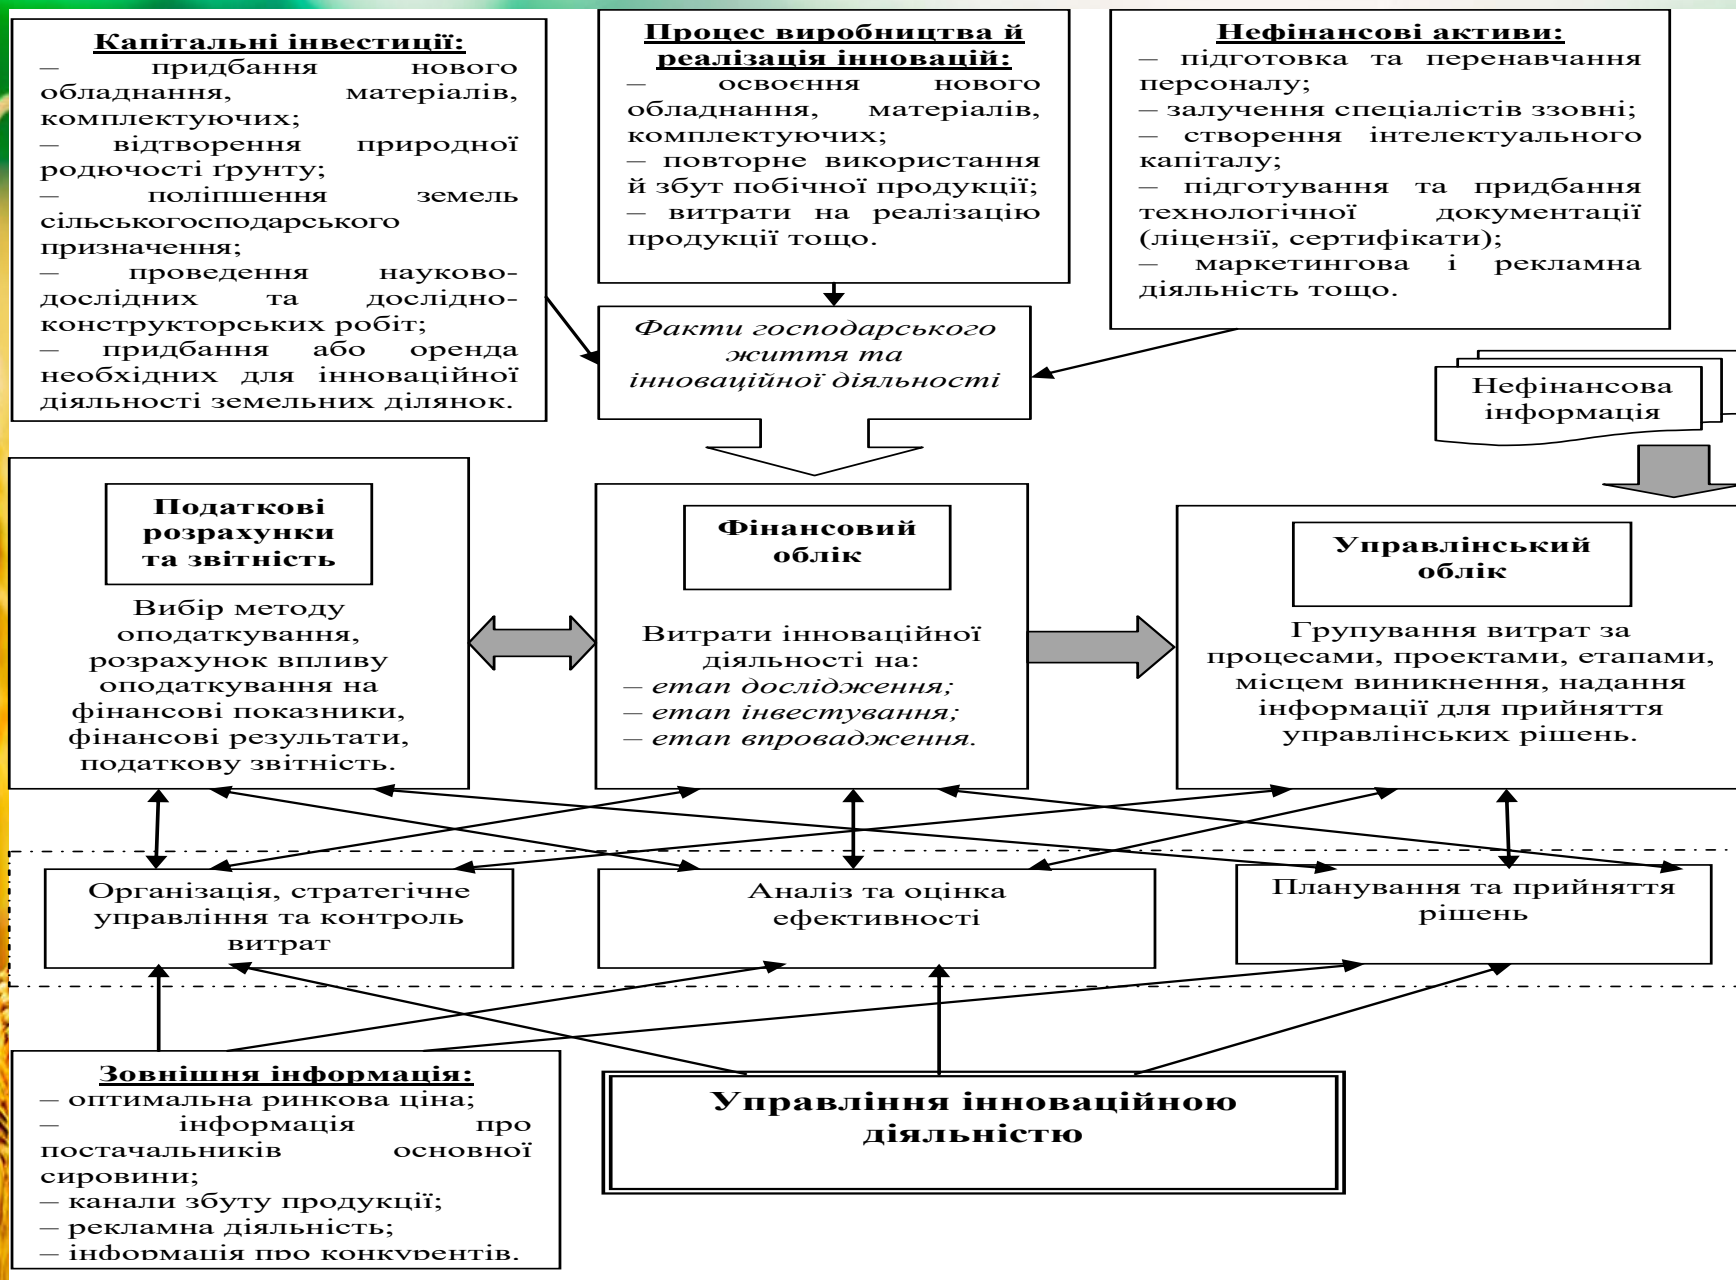 Капітальні інвестиції:
– придбання нового
обладнання, матеріалів,
комплектуючих;
– відтворення природної
родючості ґрунту;
– поліпшення земель
сільськогосподарського
призначення;
– проведення науково-
дослідних та дослідно-
конструкторських робіт;
– придбання або оренда
необхідних для інноваційної
діяльності земельних ділянок.
Процес виробництва й
реалізація інновацій:
– освоєння нового
обладнання, матеріалів,
комплектуючих;
– повторне використання
й збут побічної продукції;
– витрати на реалізацію
продукції тощо.
Нефінансові активи:
– підготовка та перенавчання
персоналу;
– залучення спеціалістів ззовні;
– створення інтелектуального
капіталу;
– підготування та придбання
технологічної документації
(ліцензії, сертифікати);
– маркетингова і рекламна
діяльність тощо.
Факти господарського
життя та
інноваційної діяльності
Нефінансова
інформація
Податкові
розрахунки
та звітність
Вибір методу
оподаткування,
розрахунок впливу
оподаткування на
фінансові показники,
фінансові результати,
податкову звітність.
Фінансовий
облік
Витрати інноваційної
діяльності на:
– етап дослідження;
– етап інвестування;
– етап впровадження.
Управлінський
облік
Групування витрат за
процесами, проектами, етапами,
місцем виникнення, надання
інформації для прийняття
управлінських рішень.
Організація, стратегічне
управління та контроль
витрат
Аналіз та оцінка
ефективності
Планування та прийняття
рішень
Зовнішня інформація:
– оптимальна ринкова ціна;
– інформація про
постачальників основної
сировини;
– канали збуту продукції;
– рекламна діяльність;
– інформація про конкурентів.
Управління інноваційною
діяльністю